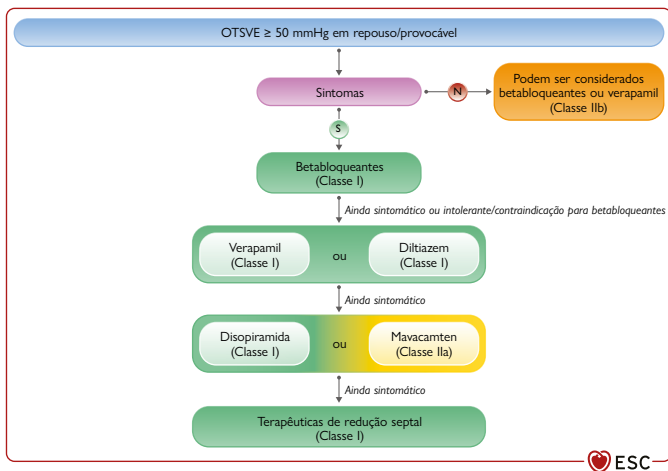 OTSVE ≥ 50 mmHg em repouso/provocável
Sintomas
N
Podem ser considerados
betabloqueantes ou verapamil
(Classe IIb)
S
Betabloqueantes
(Classe I)
Ainda sintomático ou intolerante/contraindicação para betabloqueantes
Verapamil
(Classe I)
ou
Diltiazem
(Classe I)
Ainda sintomático
Disopiramida
(Classe I)
ou
Mavacamten
(Classe IIa)
Ainda sintomático
Terapêuticas de redução septal
(Classe I)
ESC